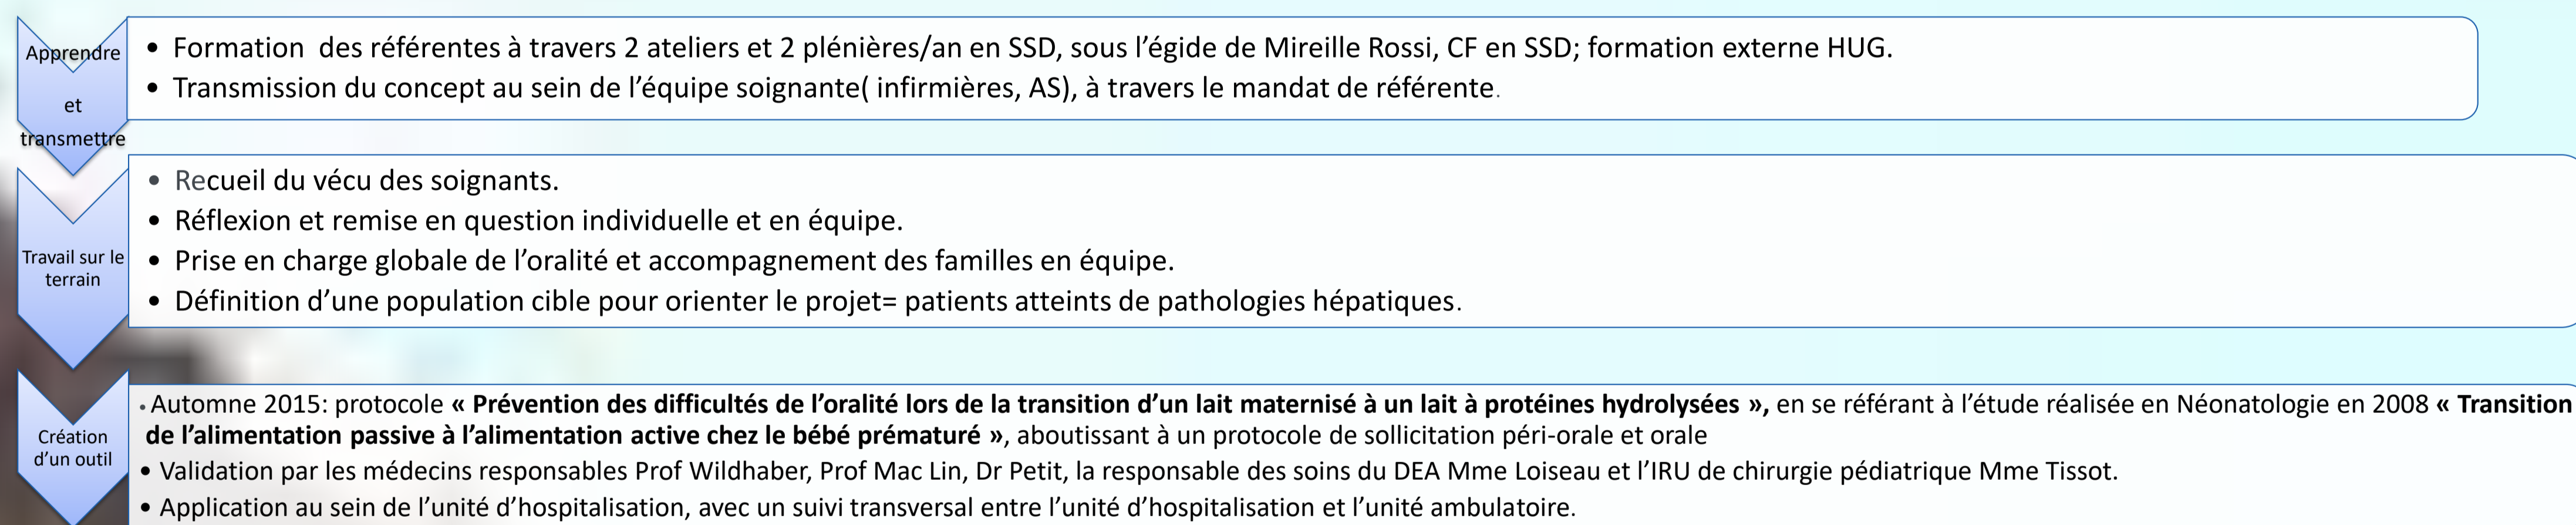 Apprendre
et
transmettre
• Formation  des référentes à travers 2 ateliers et 2 plénières/an en SSD, sous l’égide de Mireille Rossi, CF en SSD; formation externe HUG.
• Transmission du concept au sein de l’équipe soignante( infirmières, AS), à travers le mandat de référente.
Travail sur le
terrain
• Recueil du vécu des soignants.
• Réflexion et remise en question individuelle et en équipe.
• Prise en charge globale de l’oralité et accompagnement des familles en équipe.
• Définition d’une population cible pour orienter le projet= patients atteints de pathologies hépatiques.
Création
d’un outil
• Automne 2015: protocole « Prévention des difficultés de l’oralité lors de la transition d’un lait maternisé à un lait à protéines hydrolysées », en se référant à l’étude réalisée en Néonatologie en 2008 « Transition
de l’alimentation passive à l’alimentation active chez le bébé prématuré », aboutissant à un protocole de sollicitation péri-orale et orale
• Validation par les médecins responsables Prof Wildhaber, Prof Mac Lin, Dr Petit, la responsable des soins du DEA Mme Loiseau et l’IRU de chirurgie pédiatrique Mme Tissot.
• Application au sein de l’unité d’hospitalisation, avec un suivi transversal entre l’unité d’hospitalisation et l’unité ambulatoire.